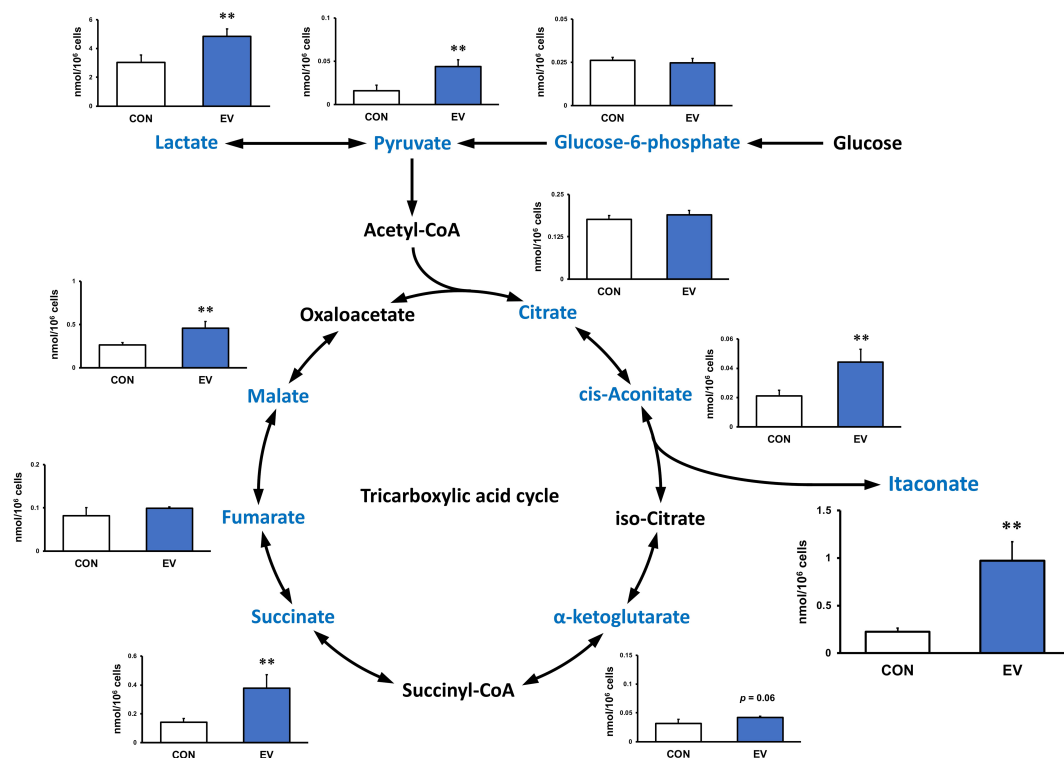 6
4
2
0
nmol/10⁶ cells
**
CON
EV
0.1
0.05
0
nmol/10⁶ cells
**
CON
EV
0.05
0.025
0
nmol/10⁶ cells
CON
EV
Lactate
Pyruvate
Glucose-6-phosphate
Glucose
Acetyl-CoA
0.25
0.125
0
nmol/10⁶ cells
CON
EV
1
0.5
0
nmol/10⁶ cells
**
CON
EV
Oxaloacetate
Citrate
0.06
0.04
0.02
0
nmol/10⁶ cells
**
CON
EV
Malate
cis-Aconitate
0.2
0.1
0
nmol/10⁶ cells
CON
EV
Tricarboxylic acid cycle
Itaconate
Fumarate
iso-Citrate
1.5
1
0.5
0
nmol/10⁶ cells
**
CON
EV
Succinate
α-ketoglutarate
Succinyl-CoA
0.6
0.4
0.2
0
nmol/10⁶ cells
**
CON
EV
0.15
0.1
0.05
0
nmol/10⁶ cells
p = 0.06
CON
EV